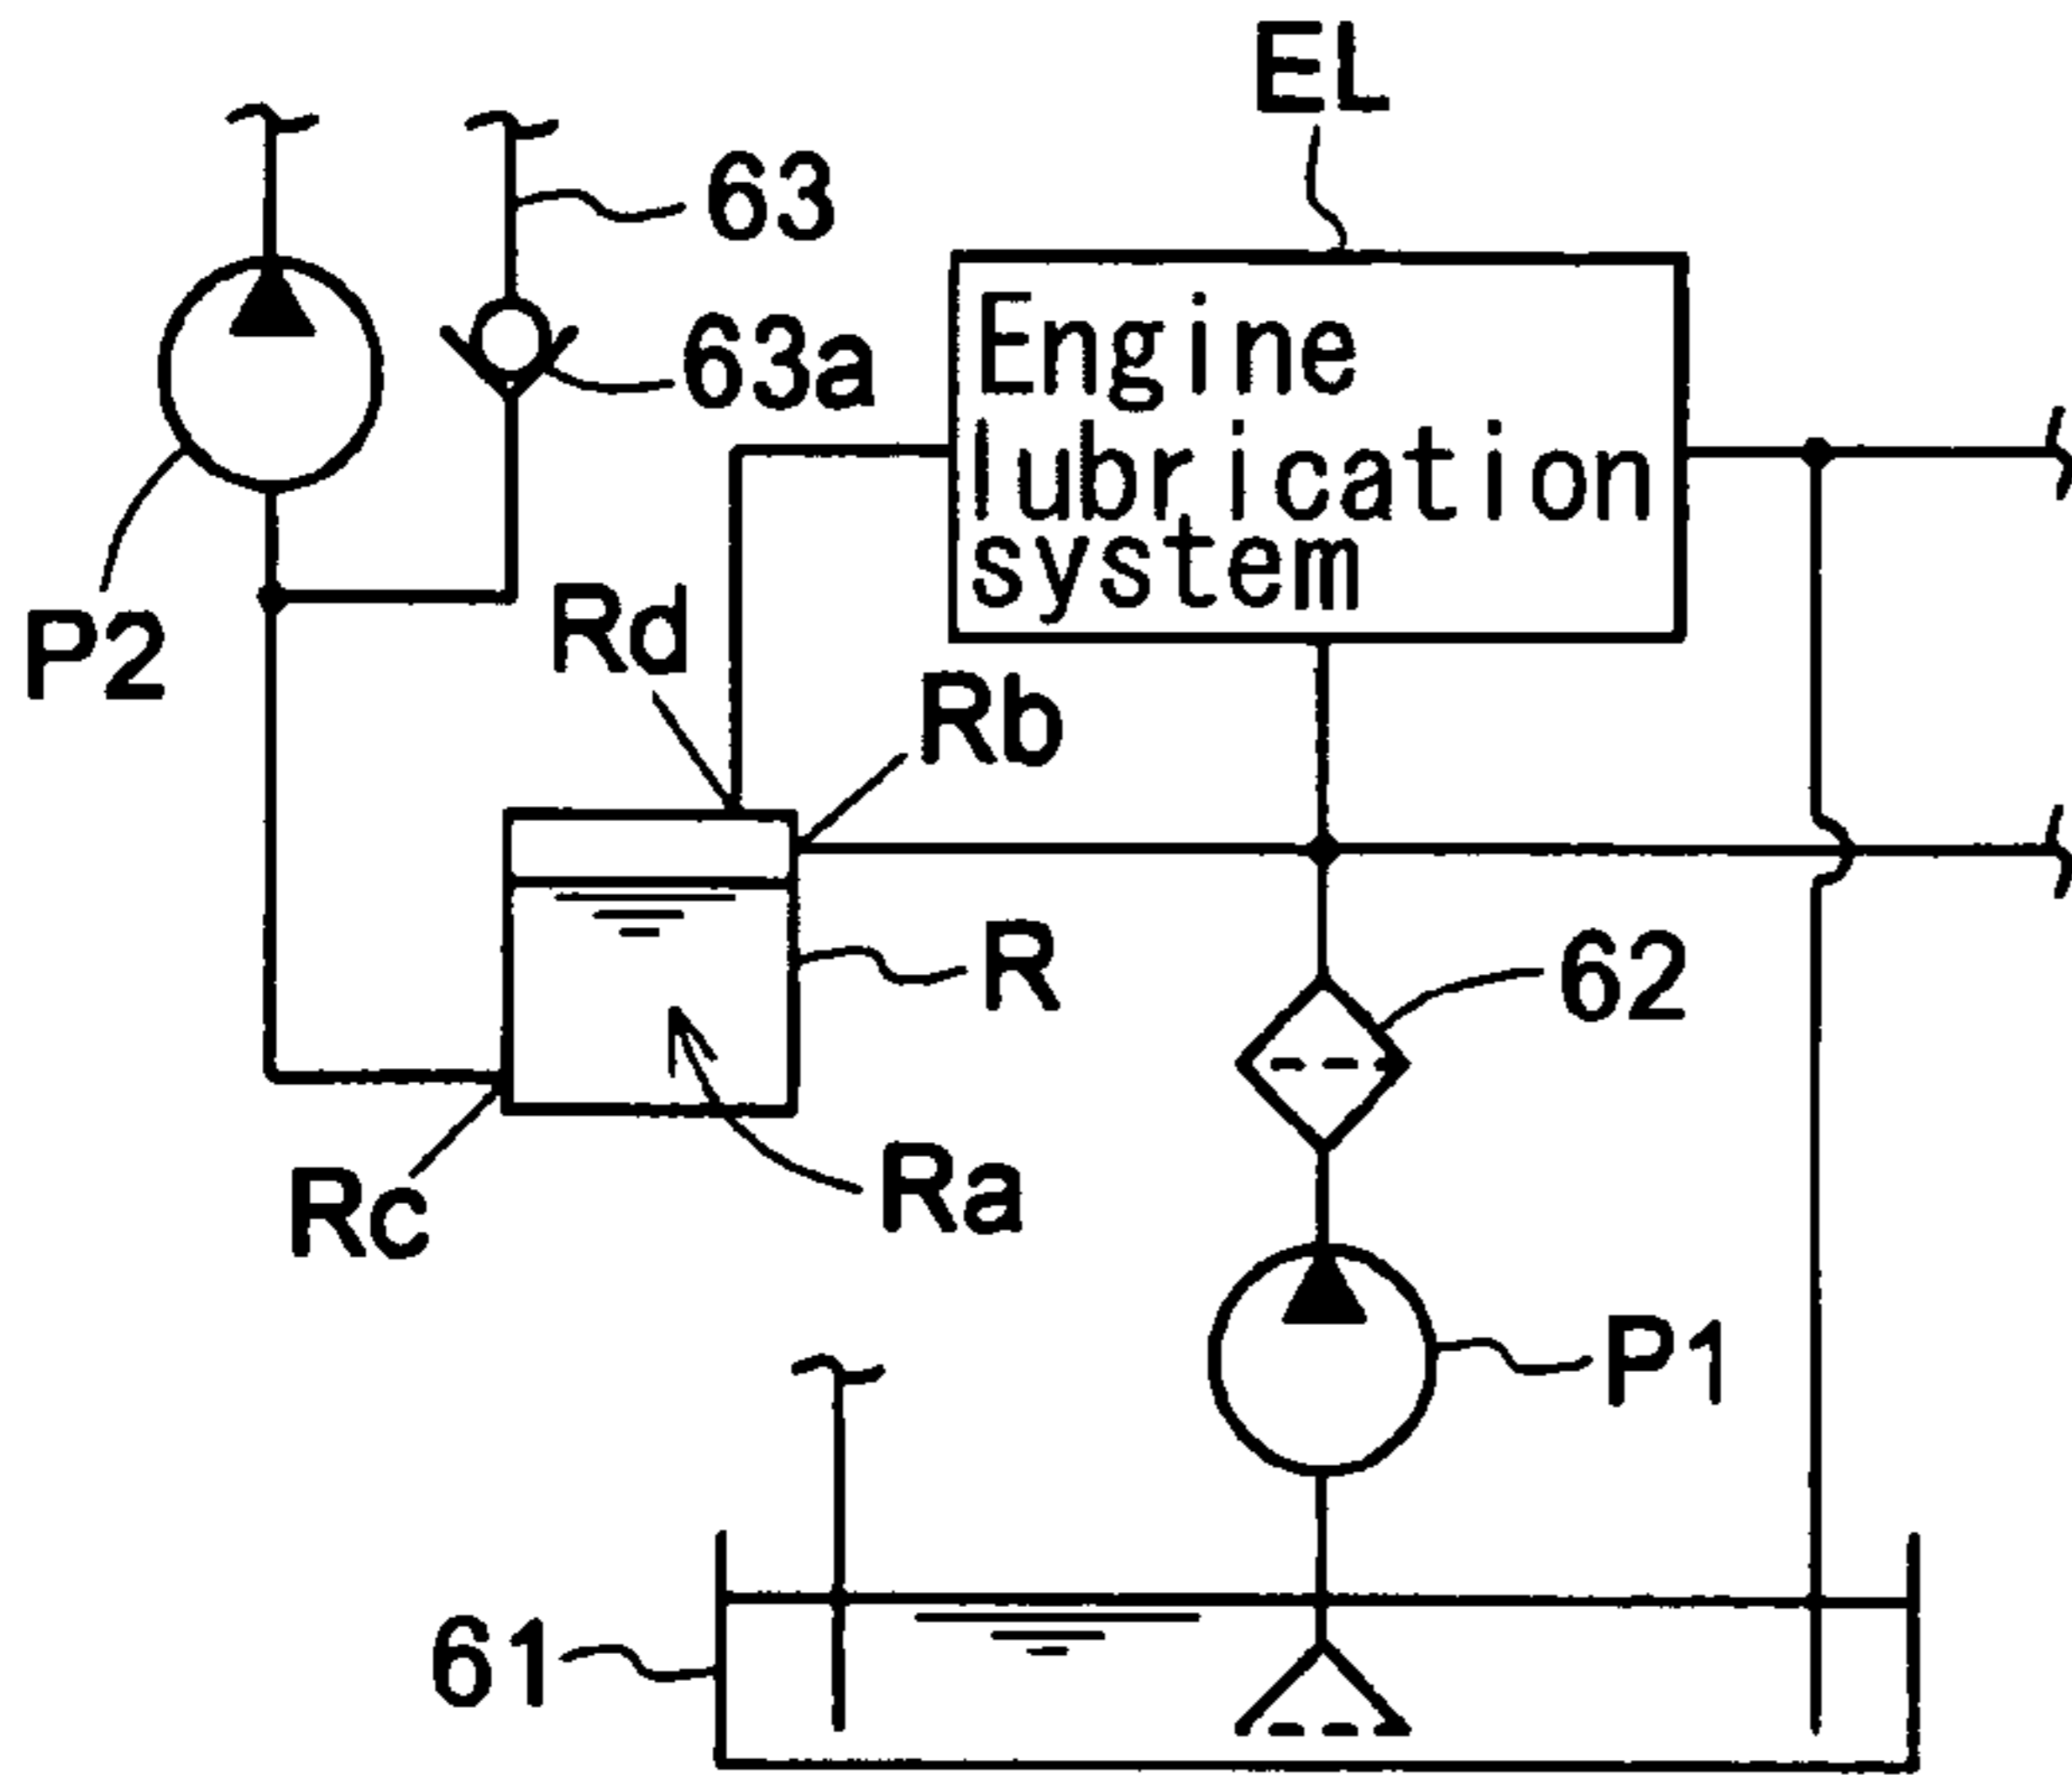 EL
63
63a
Engine
lubrication
system
P2
Rd
Rb
R
62
Rc
Ra
P1
61